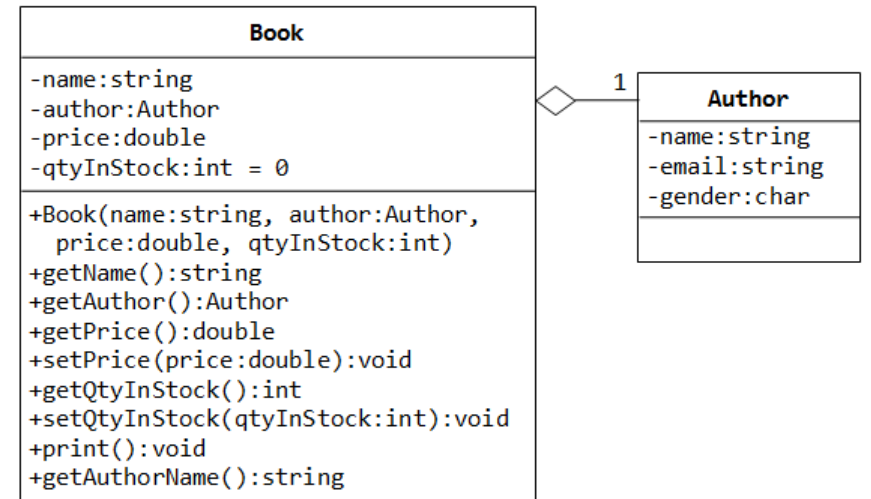 Book
-name:string
-author:Author
-price:double
-qtyInStock:int = 0
+Book(name:string, author:Author,
price:double, qtyInStock:int)
+getName():string
+getAuthor():Author
+getPrice():double
+setPrice(price:double):void
+getQtyInStock():int
+setQtyInStock(qtyInStock:int):void
+print():void
+getAuthorName():string
1
Author
-name:string
-email:string
-gender:char